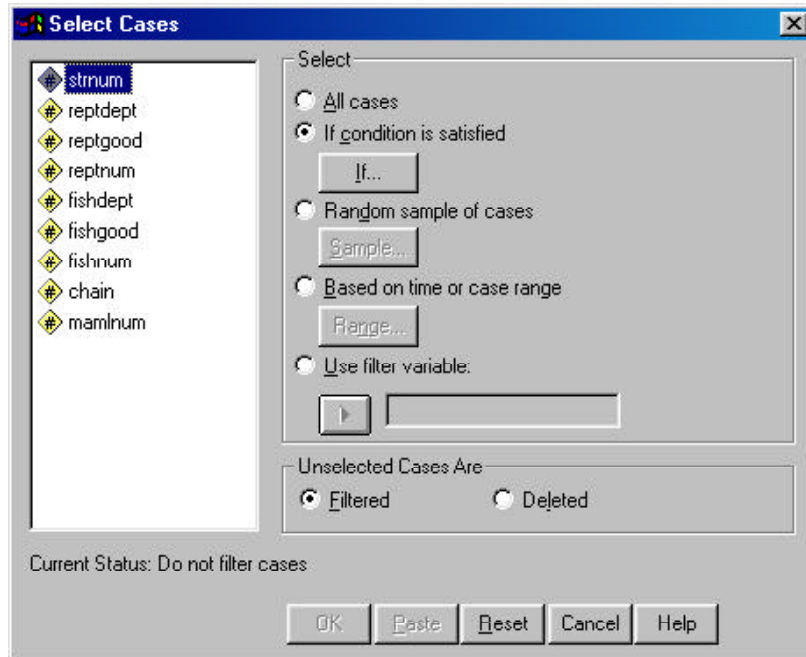 Select Cases
strnum
reptdept
reptgood
reptnum
fishdept
fishgood
fishnum
chain
mamlnum
Select
All cases
If condition is satisfied
If...
Random sample of cases
Sample...
Based on time or case range
Range...
Use filter variable:
Unselected Cases Are
Filtered
Deleted
Current Status: Do not filter cases
OK
Paste
Reset
Cancel
Help